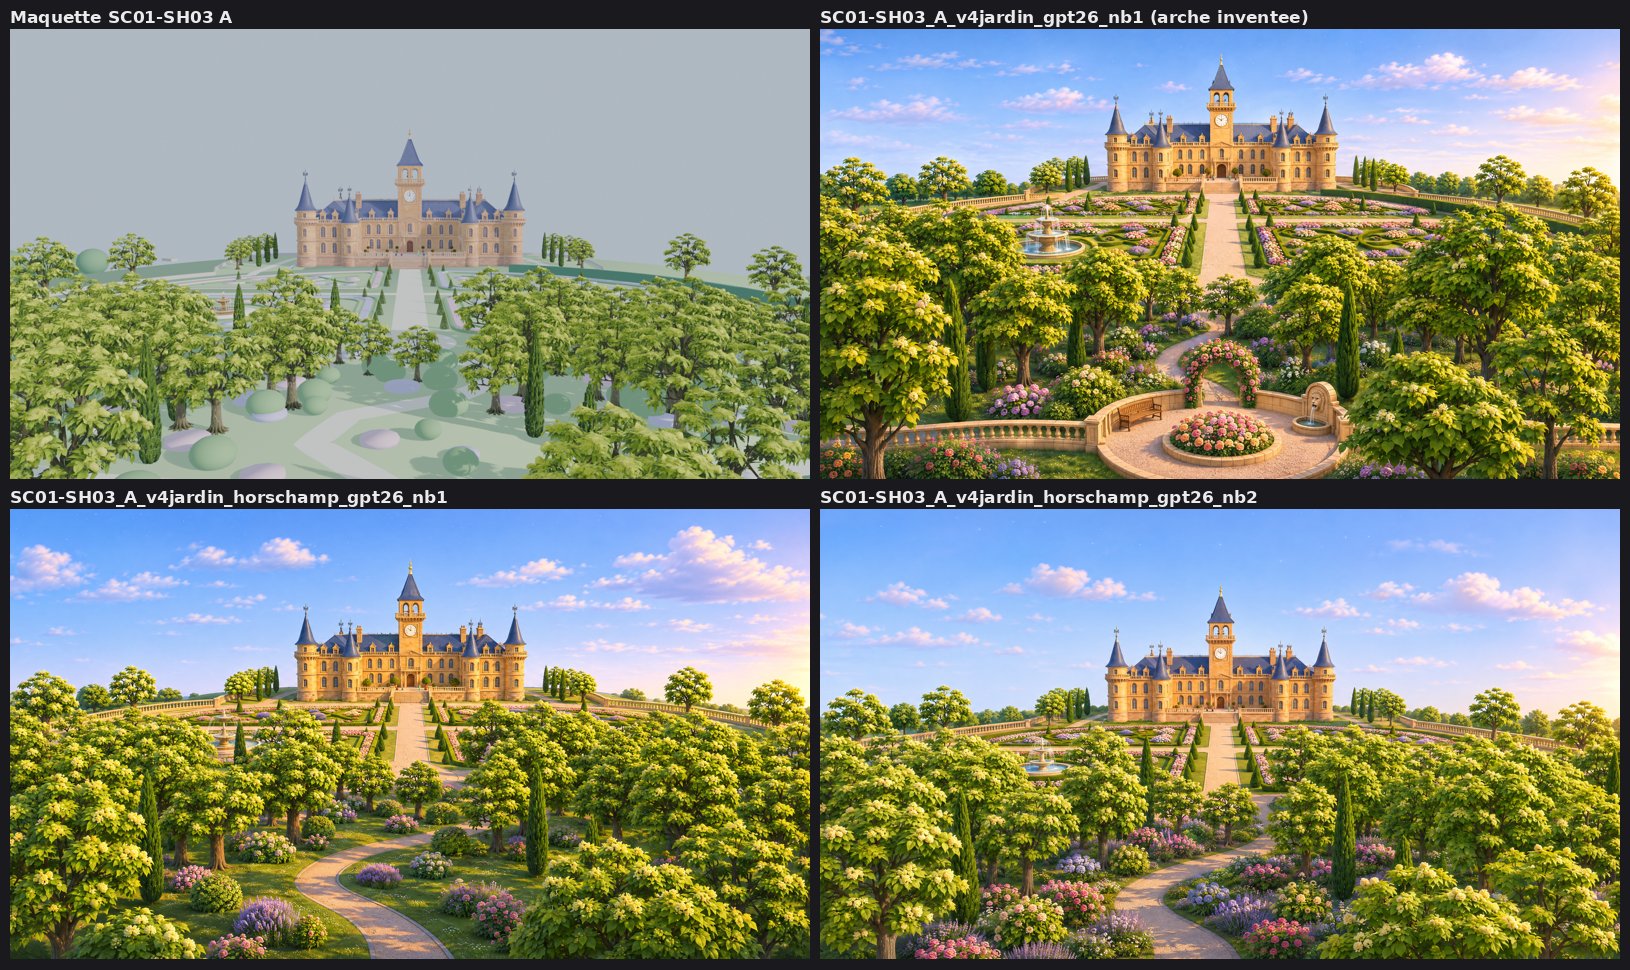 Maquette SC01-SH03 A
SC01-SH03_A_v4jardin_gpt26_nb1 (arche inventee)
SC01-SH03_A_v4jardin_horschamp_gpt26_nb1
SC01-SH03_A_v4jardin_horschamp_gpt26_nb2